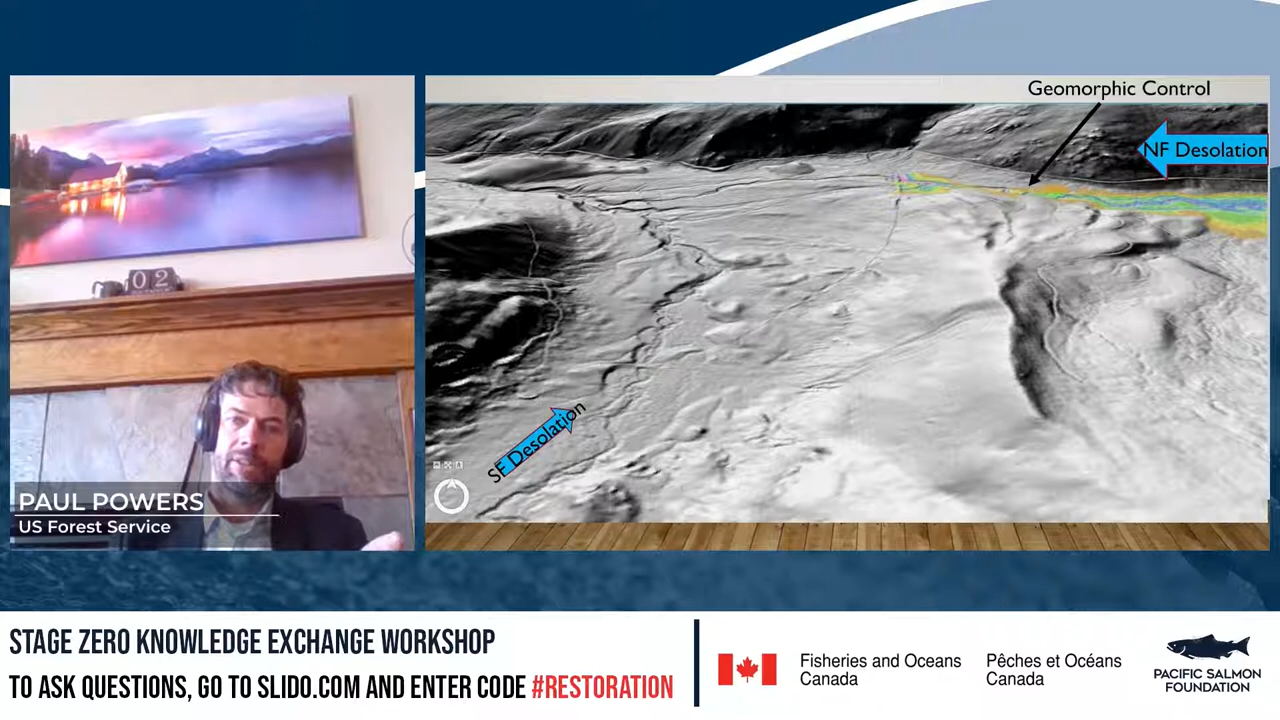 Geomorphic Control
NF Desolation
SF Desolation
02
PAUL POWERS
US Forest Service
STAGE ZERO KNOWLEDGE EXCHANGE WORKSHOP
TO ASK QUESTIONS, GO TO SLIDO.COM AND ENTER CODE #RESTORATION
Fisheries and Oceans
Canada
Pêches et Océans
Canada
PACIFIC SALMON
FOUNDATION